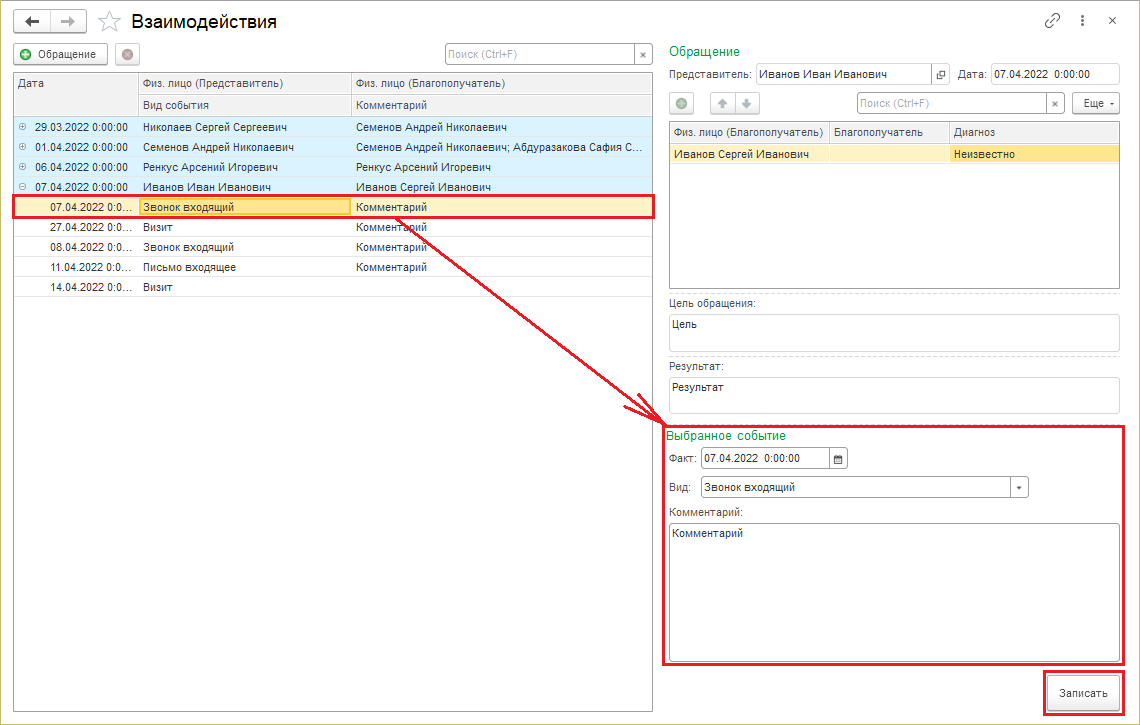 Взаимодействия
Обращение
Поиск (Ctrl+F)
Дата Физ. лицо (Представитель) Физ. лицо (Благополучатель)
Вид события Комментарий
29.03.2022 0:00:00 Николаев Сергей Сергеевич Семенов Андрей Николаевич
01.04.2022 0:00:00 Семенов Андрей Николаевич Семенов Андрей Николаевич; Абдуразакова Сафия С...
06.04.2022 0:00:00 Ренкус Арсений Игоревич Ренкус Арсений Игоревич
07.04.2022 0:00:00 Иванов Иван Иванович Иванов Сергей Иванович
07.04.2022 0:0... Звонок входящий Комментарий
27.04.2022 0:0... Визит Комментарий
08.04.2022 0:0... Звонок входящий Комментарий
11.04.2022 0:0... Письмо входящее Комментарий
14.04.2022 0:0... Визит
Обращение
Представитель: Иванов Иван Иванович Дата: 07.04.2022 0:00:00
Поиск (Ctrl+F) Еще
Физ. лицо (Благополучатель) Благополучатель Диагноз
Иванов Сергей Иванович Неизвестно
Цель обращения:
Цель
Результат:
Результат
Выбранное событие
Факт: 07.04.2022 0:00:00
Вид: Звонок входящий
Комментарий:
Комментарий
Записать